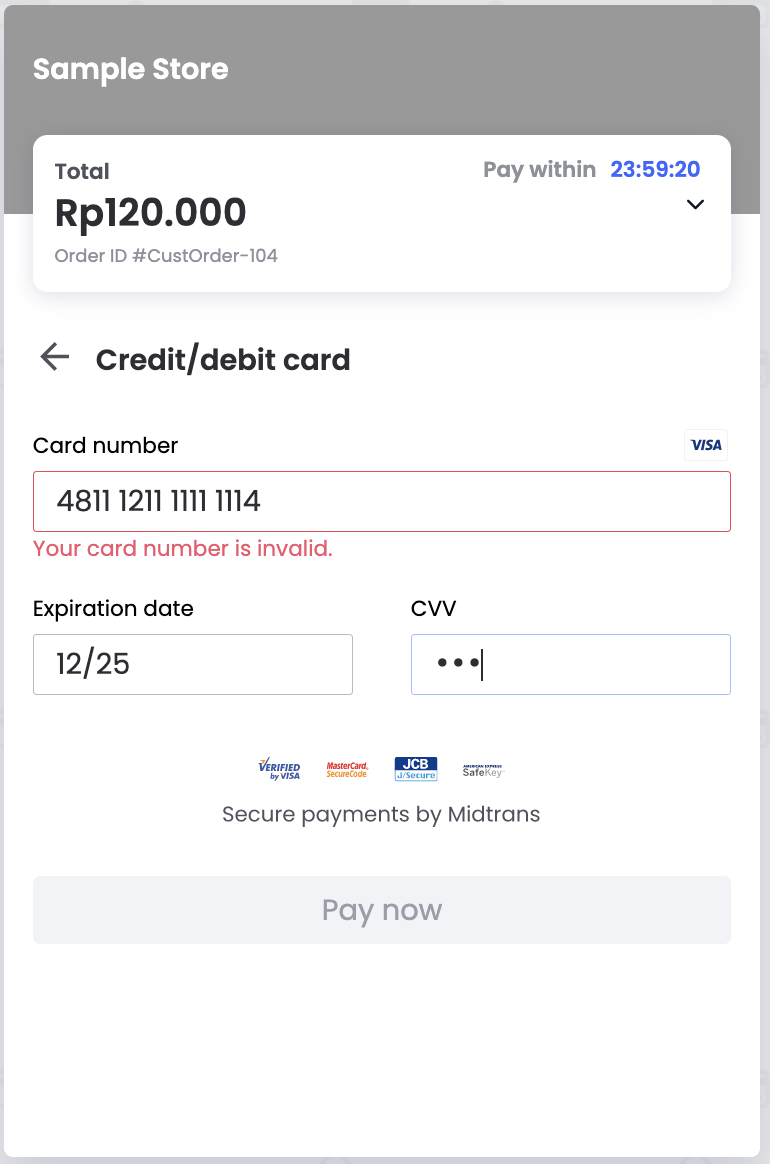 Sample Store
Total
Pay within 23:59:20
Rp120.000
Order ID #CustOrder-104
Credit/debit card
Card number
VISA
4811 1211 1111 1114
Your card number is invalid.
Expiration date
CVV
12/25
•••
VERIFIED by VISA
MasterCard. SecureCode
JCB J/Secure
AMERICAN EXPRESS SafeKey
Secure payments by Midtrans
Pay now